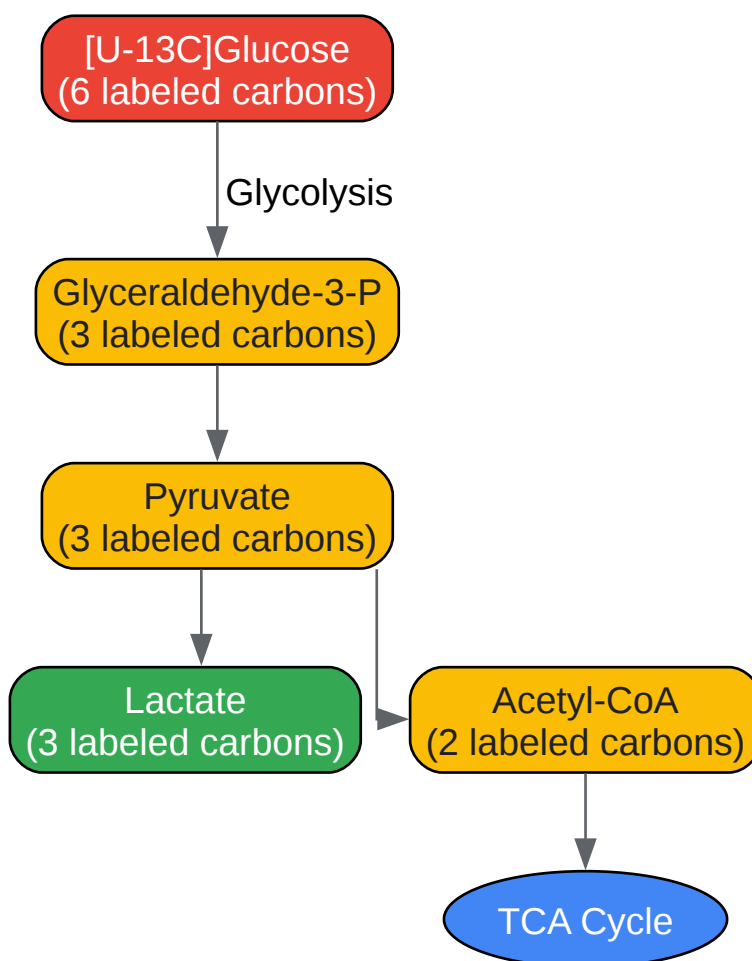 [U-13C]Glucose
(6 labeled carbons)
Glycolysis
Glyceraldehyde-3-P
(3 labeled carbons)
Pyruvate
(3 labeled carbons)
Lactate
(3 labeled carbons)
Acetyl-CoA
(2 labeled carbons)
TCA Cycle